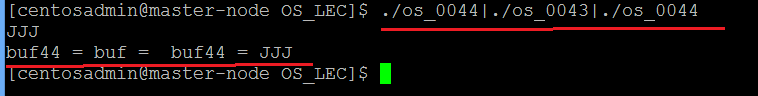 [centosadmin@master-node OS_LEC]$ ./os_0044|./os_0043|./os_0044
JJJ
buf44 = buf =  buf44 = JJJ
[centosadmin@master-node OS_LEC]$